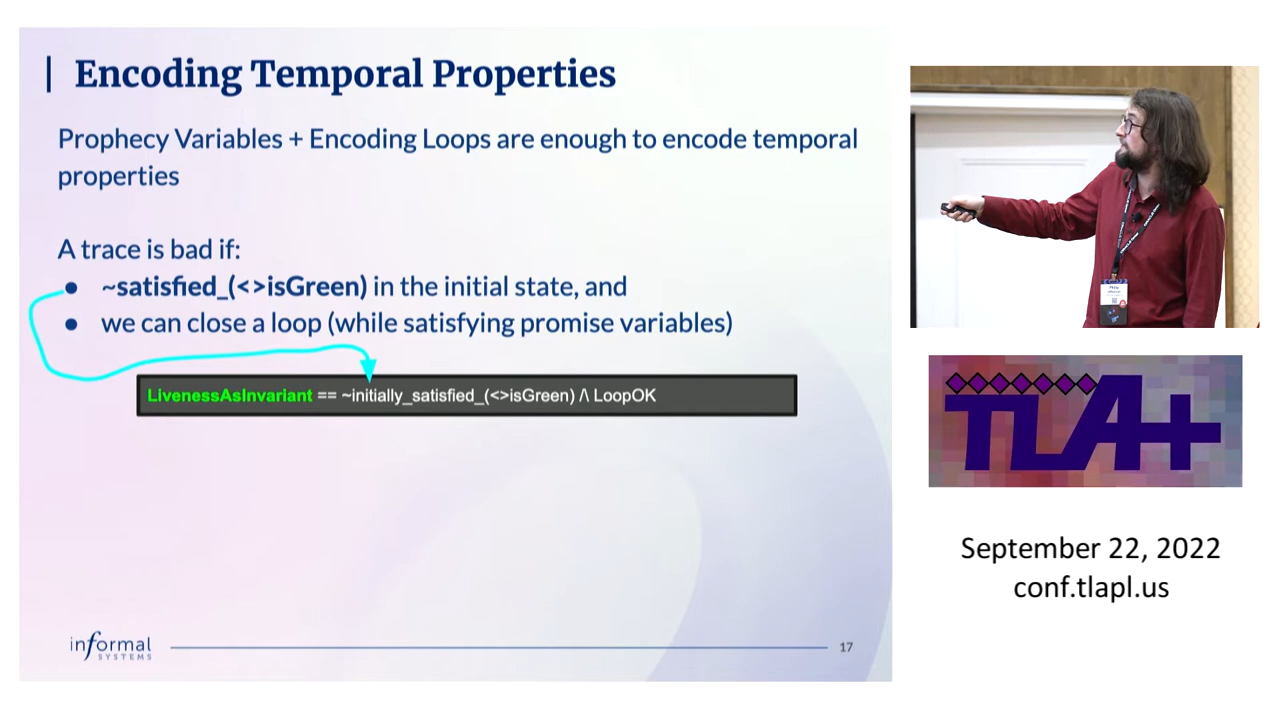 Encoding Temporal Properties
Prophecy Variables + Encoding Loops are enough to encode temporal
properties
A trace is bad if:
● ~satisfied_(<>isGreen) in the initial state, and
● we can close a loop (while satisfying promise variables)
LivenessAsInvariant == ~initially_satisfied_(<>isGreen) /\ LoopOK
informal
SYSTEMS
17
TLA+
September 22, 2022
conf.tlapl.us